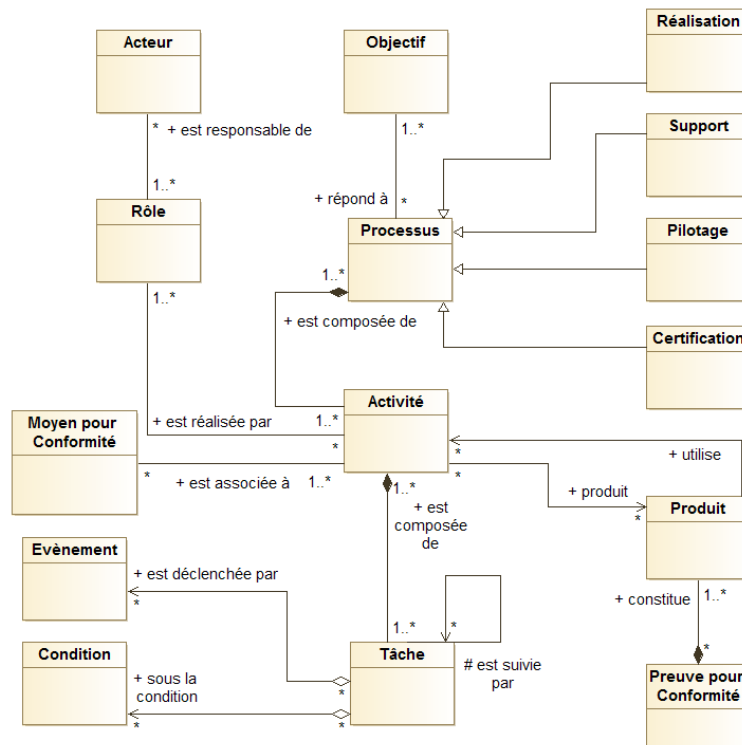 Réalisation
Acteur
Objectif
*
+ est responsable de
1..*
Support
1..*
+ répond à
*
Rôle
Processus
Pilotage
1..*
1..*
+ est composée de
Certification
Activité
1..*
*
+ est réalisée par
Moyen pour
Conformité
*
+ est associée à
1..*
*
*
+ utilise
+ produit
*
Produit
1..*
+ est
composée
de
Evènement
+ est déclenchée par
*
+ constitue
1..*
1..*
*
Condition
Tâche
# est suivie
par
+ sous la
condition
*
*
*
*
Preuve pour
Conformité